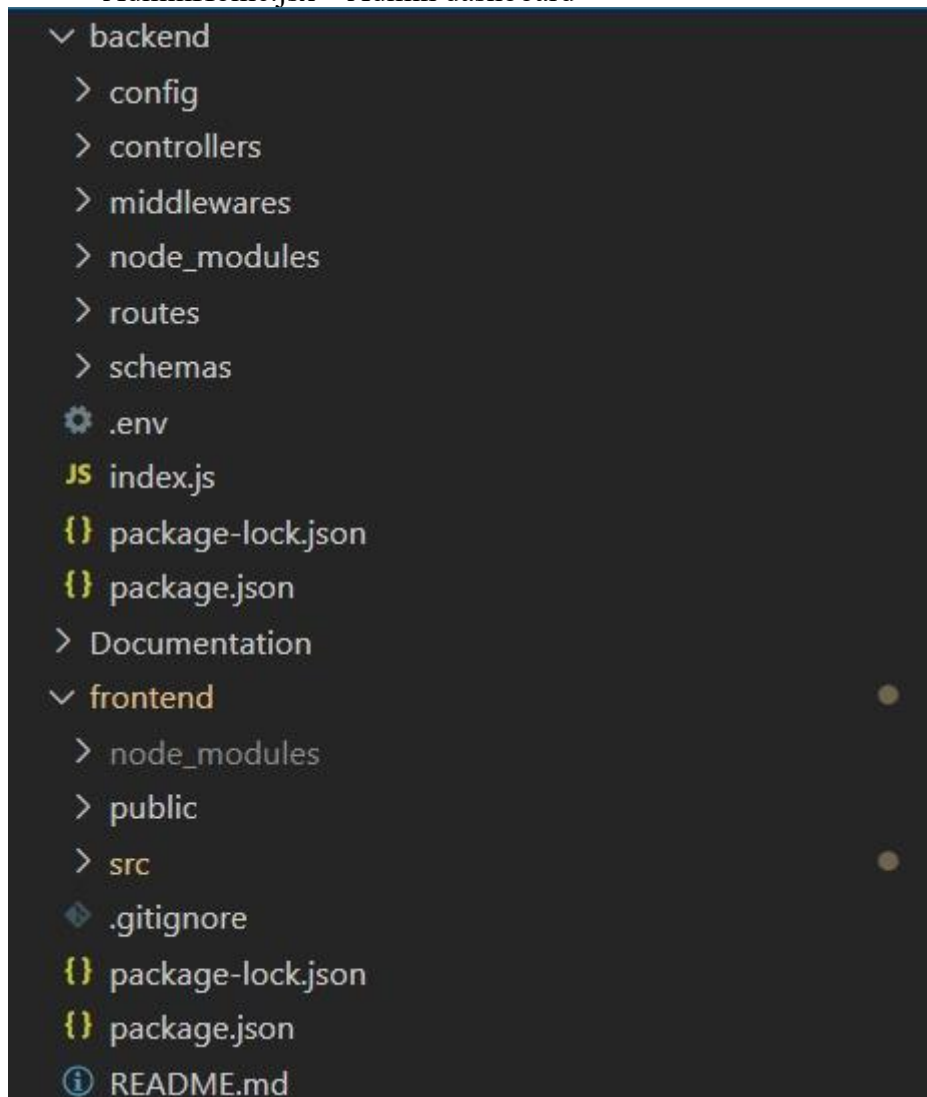 backend
config
controllers
middlewares
node_modules
routes
schemas
.env
JS index.js
{} package-lock.json
{} package.json
Documentation
frontend
node_modules
public
src
.gitignore
{} package-lock.json
{} package.json
README.md